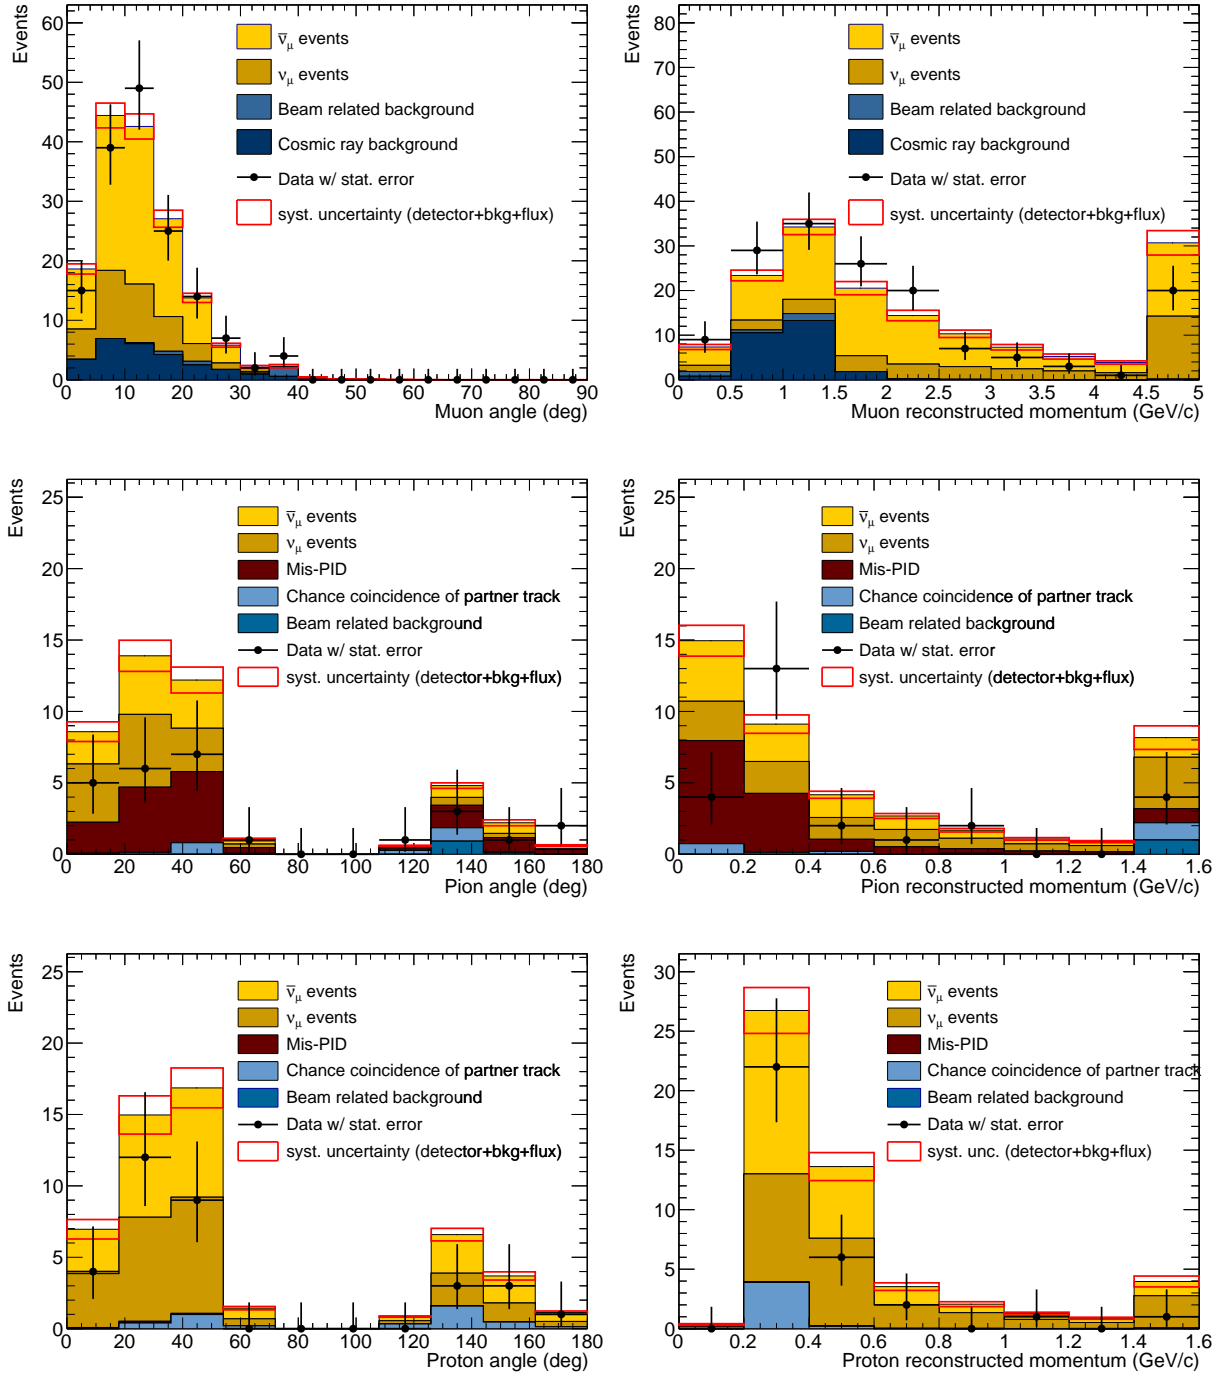 Events
60
50
40
30
20
10
0
ν̅μ events
νμ events
Beam related background
Cosmic ray background
Data w/ stat. error
syst. uncertainty (detector+bkg+flux)
0 10 20 30 40 50 60 70 80 90
Muon angle (deg)
Events
80
70
60
50
40
30
20
10
0
ν̅μ events
νμ events
Beam related background
Cosmic ray background
Data w/ stat. error
syst. uncertainty (detector+bkg+flux)
0 0.5 1 1.5 2 2.5 3 3.5 4 4.5 5
Muon reconstructed momentum (GeV/c)
Events
25
20
15
10
5
0
ν̅μ events
νμ events
Mis-PID
Chance coincidence of partner track
Beam related background
Data w/ stat. error
syst. uncertainty (detector+bkg+flux)
0 20 40 60 80 100 120 140 160 180
Pion angle (deg)
Events
25
20
15
10
5
0
ν̅μ events
νμ events
Mis-PID
Chance coincidence of partner track
Beam related background
Data w/ stat. error
syst. uncertainty (detector+bkg+flux)
0 0.2 0.4 0.6 0.8 1 1.2 1.4 1.6
Pion reconstructed momentum (GeV/c)
Events
25
20
15
10
5
0
ν̅μ events
νμ events
Mis-PID
Chance coincidence of partner track
Beam related background
Data w/ stat. error
syst. uncertainty (detector+bkg+flux)
0 20 40 60 80 100 120 140 160 180
Proton angle (deg)
Events
30
25
20
15
10
5
0
ν̅μ events
νμ events
Mis-PID
Chance coincidence of partner track
Beam related background
Data w/ stat. error
syst. unc. (detector+bkg+flux)
0 0.2 0.4 0.6 0.8 1 1.2 1.4 1.6
Proton reconstructed momentum (GeV/c)